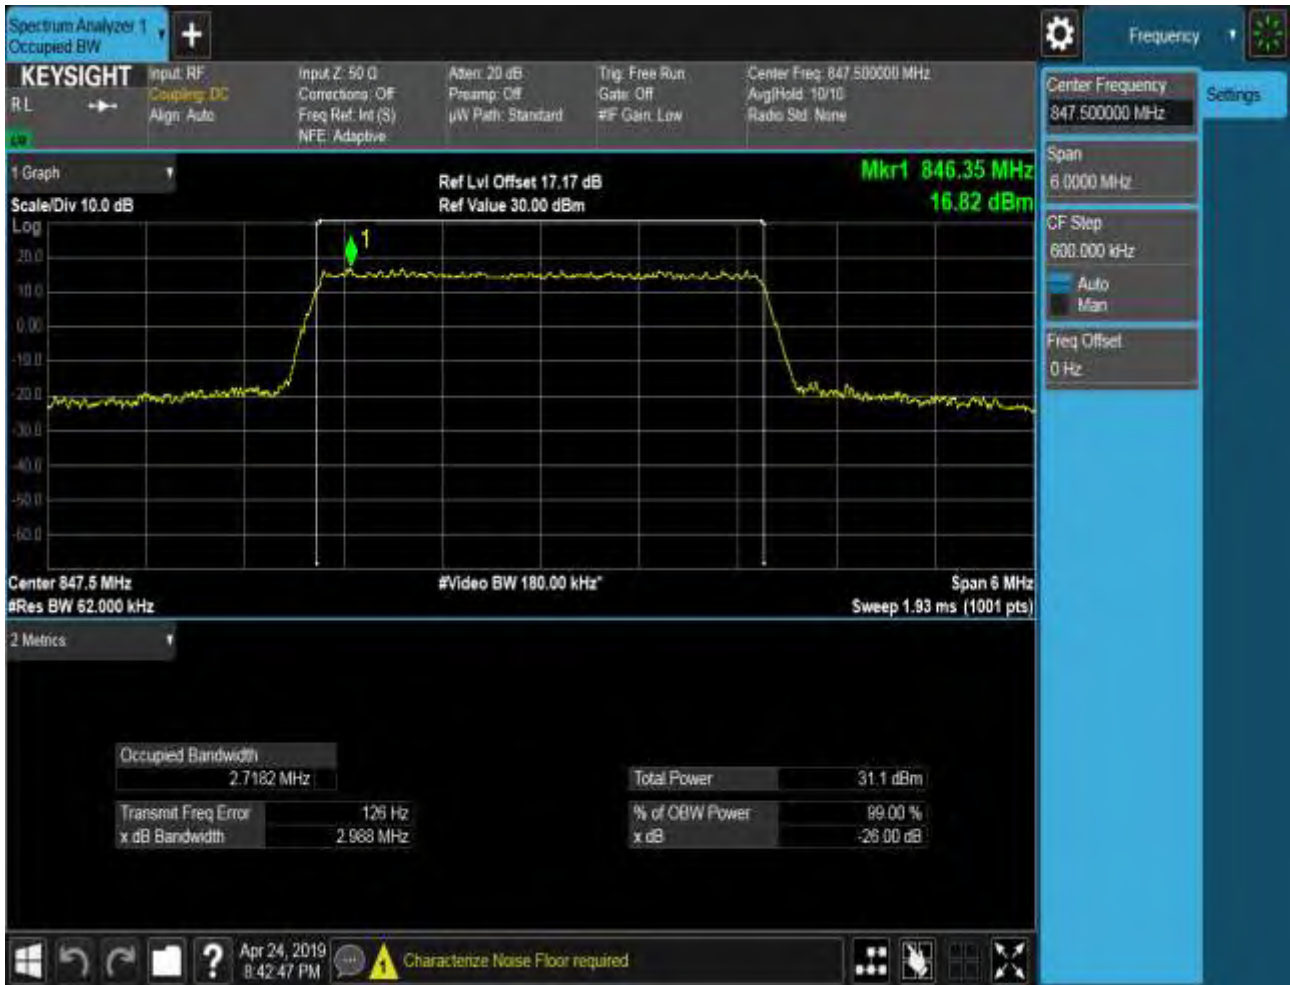 Spectrum Analyzer 1
Occupied BW
Frequency
KEYSIGHT
RL
Input: RF
Coupling: DC
Align: Auto
Input Z: 50 Ω
Corrections: Off
Freq Ref: Int (S)
NFE: Adaptive
Atten: 20 dB
Preamp: Off
µW Path: Standard
Trig: Free Run
Gate: Off
#IF Gain: Low
Center Freq: 847.500000 MHz
Avg|Hold: 10/10
Radio Std: None
Center Frequency
847.500000 MHz
Settings
Span
6.0000 MHz
CF Step
600.000 kHz
Auto
Man
Freq Offset
0 Hz
1 Graph
Scale/Div 10.0 dB
Ref Lvl Offset 17.17 dB
Ref Value 30.00 dBm
Mkr1 846.35 MHz
16.82 dBm
Log
1
20.0
10.0
0.00
-10.0
-20.0
-30.0
-40.0
-50.0
-60.0
Center 847.5 MHz
#Video BW 180.00 kHz*
Span 6 MHz
#Res BW 62.000 kHz
Sweep 1.93 ms (1001 pts)
2 Metrics
Occupied Bandwidth
2.7182 MHz
Total Power 31.1 dBm
Transmit Freq Error 126 Hz
% of OBW Power 99.00 %
x dB Bandwidth 2.988 MHz
x dB -26.00 dB
Apr 24, 2019
8:42:47 PM
Characterize Noise Floor required